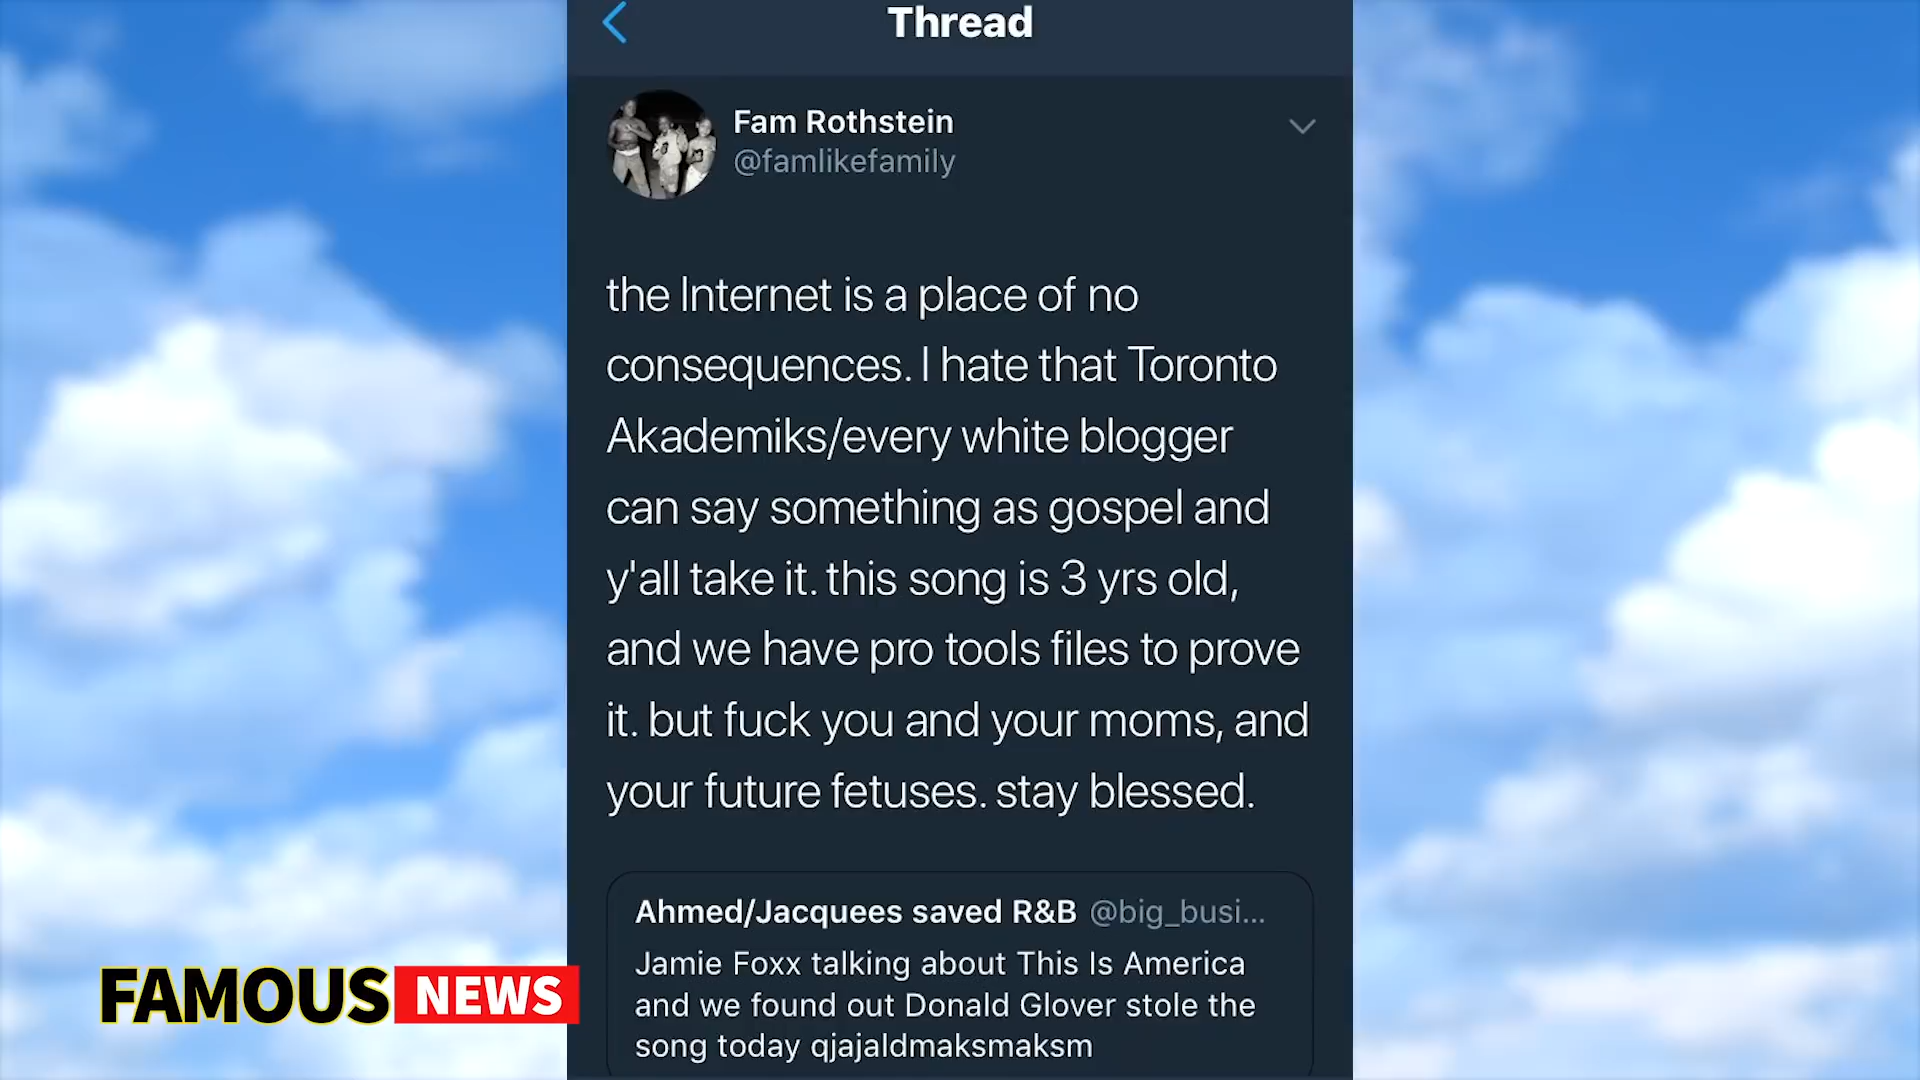 Thread
Fam Rothstein
@famlikefamily
the Internet is a place of no
consequences. I hate that Toronto
Akademiks/every white blogger
can say something as gospel and
y'all take it. this song is 3 yrs old,
and we have pro tools files to prove
it. but fuck you and your moms, and
your future fetuses. stay blessed.
Ahmed/Jacquees saved R&B @big_busi...
Jamie Foxx talking about This Is America
and we found out Donald Glover stole the
song today qjajaldmaksmaksm
FAMOUS NEWS